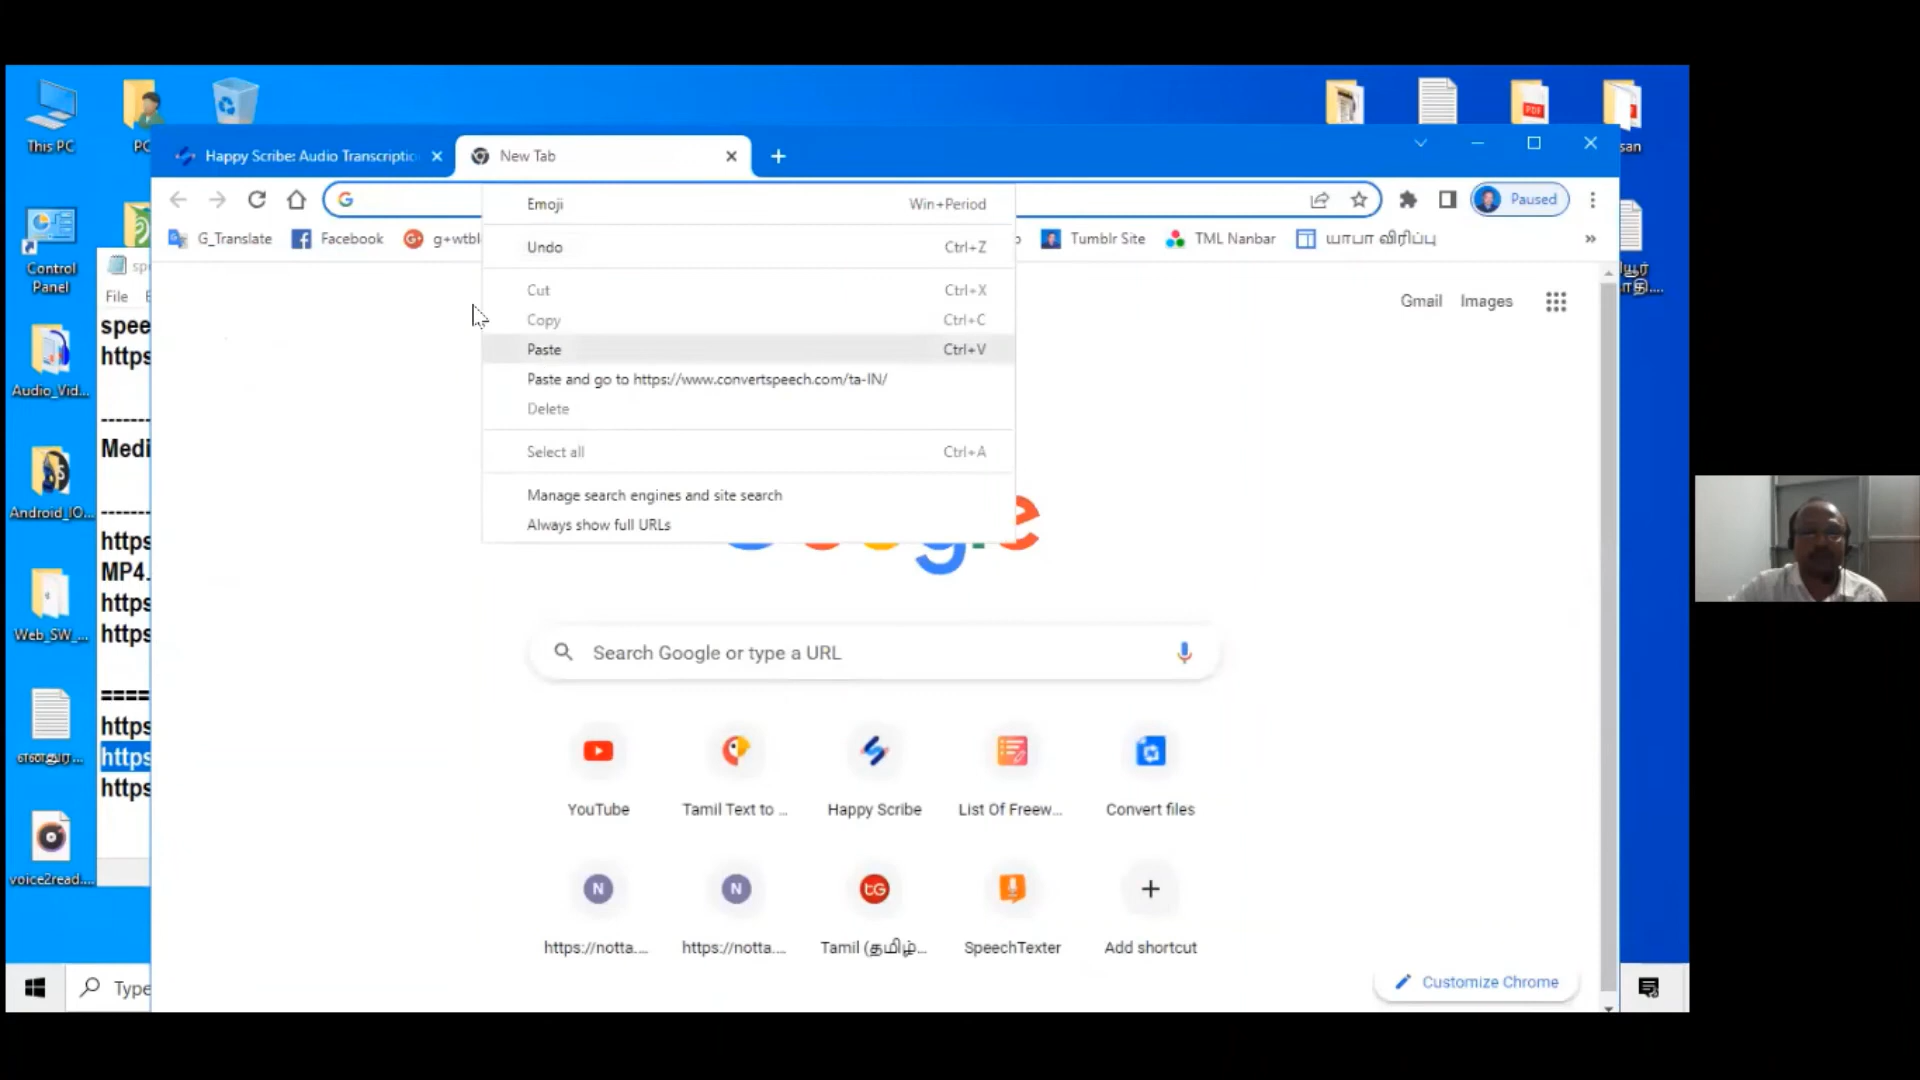 This PC
PC
san
Happy Scribe: Audio Transcriptio
New Tab
Paused
G_Translate
Facebook
g+wtbl
Tumblr Site
TML Nanbar
யாபா விரிப்பு
Control
Panel
File
Emoji Win+Period
Undo Ctrl+Z
Cut Ctrl+X
Copy Ctrl+C
Paste Ctrl+V
Paste and go to https://www.convertspeech.com/ta-IN/
Delete
Select all Ctrl+A
Manage search engines and site search
Always show full URLs
Gmail Images
spee
https
-------
Medi
-------
https
MP4.
https
https
====
https
https
https
Audio_Vid...
Android_IO...
Web_SW_...
voice2read....
Search Google or type a URL
YouTube
Tamil Text to ...
Happy Scribe
List Of Freew...
Convert files
N
N
tG
https://notta....
https://notta....
Tamil (தமிழ்...
SpeechTexter
Add shortcut
Customize Chrome
Type